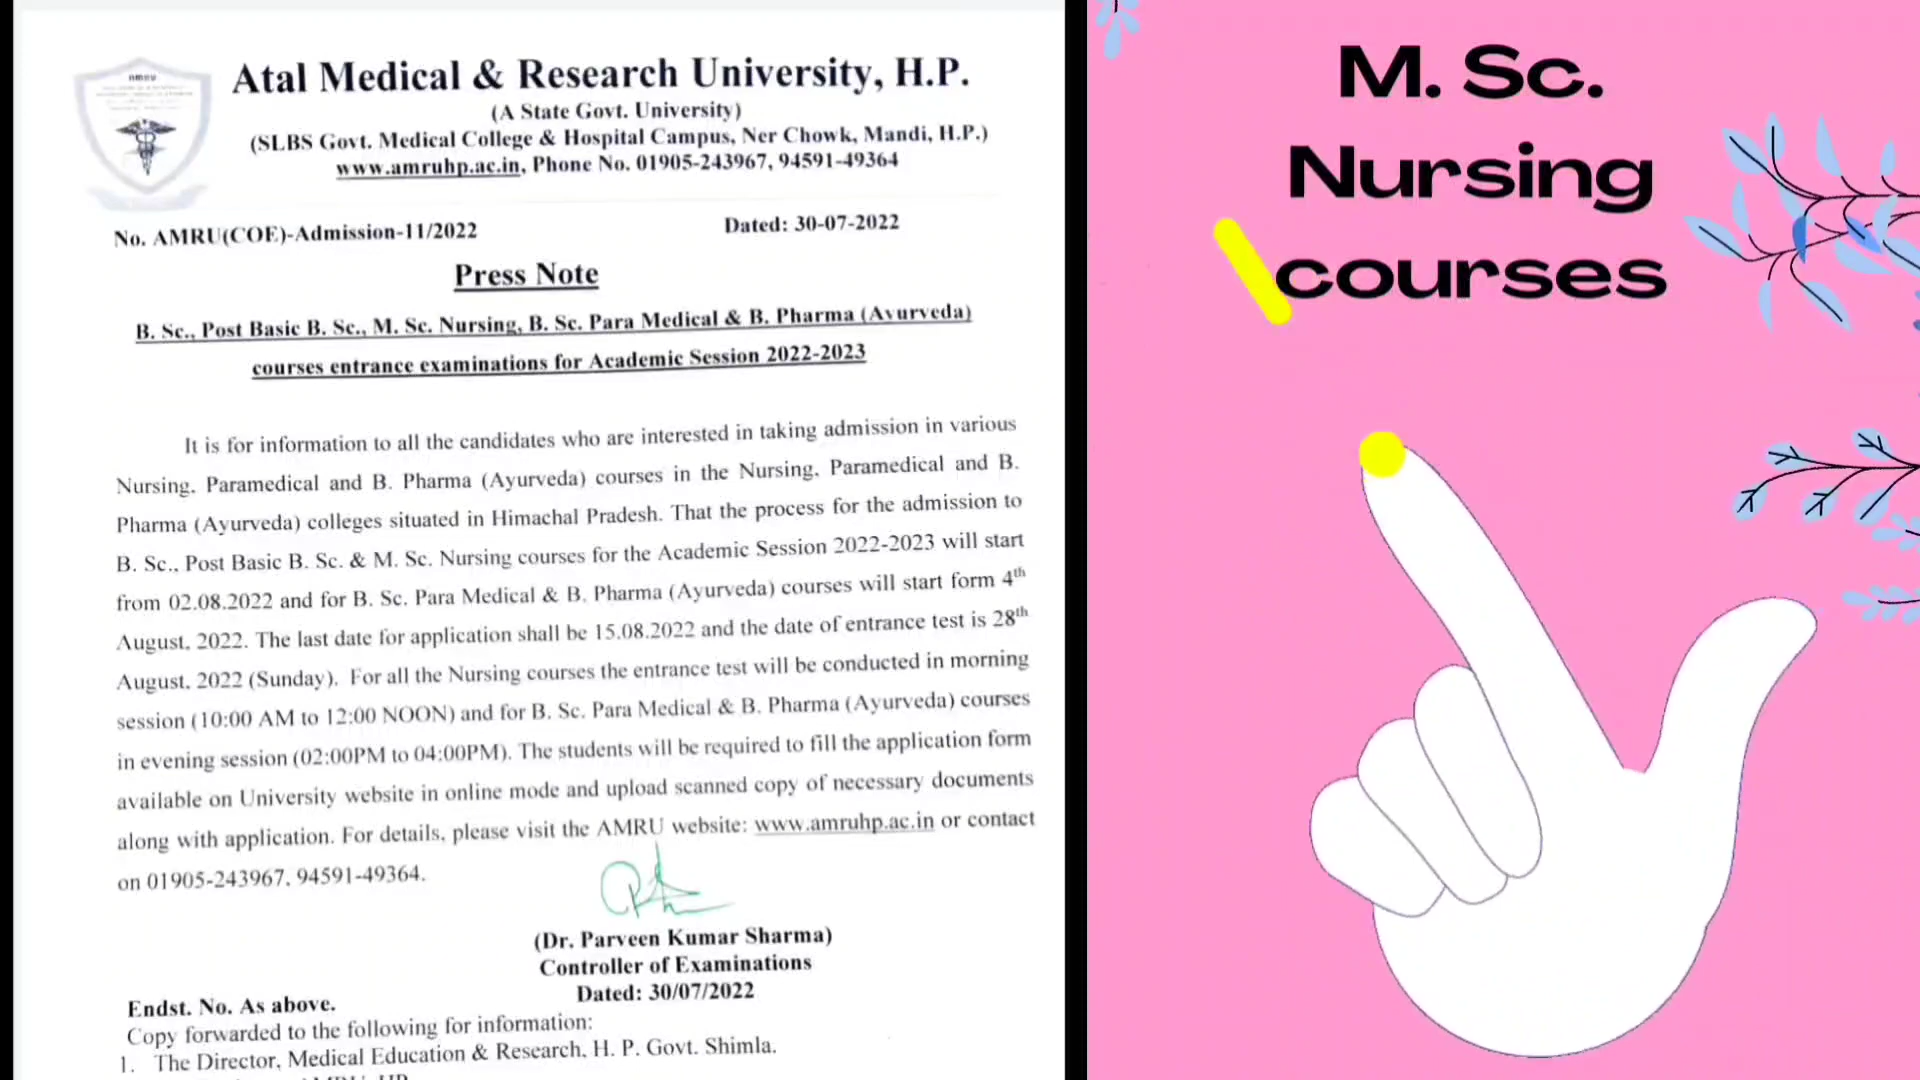 amru
Atal Medical & Research University, H.P.
(A State Govt. University)
(SLBS Govt. Medical College & Hospital Campus, Ner Chowk, Mandi, H.P.)
www.amruhp.ac.in, Phone No. 01905-243967, 94591-49364
No. AMRU(COE)-Admission-11/2022 Dated: 30-07-2022
Press Note
B. Sc., Post Basic B. Sc., M. Sc. Nursing, B. Sc. Para Medical & B. Pharma (Ayurveda)
courses entrance examinations for Academic Session 2022-2023
It is for information to all the candidates who are interested in taking admission in various
Nursing, Paramedical and B. Pharma (Ayurveda) courses in the Nursing, Paramedical and B.
Pharma (Ayurveda) colleges situated in Himachal Pradesh. That the process for the admission to
B. Sc., Post Basic B. Sc. & M. Sc. Nursing courses for the Academic Session 2022-2023 will start
from 02.08.2022 and for B. Sc. Para Medical & B. Pharma (Ayurveda) courses will start form 4th
August, 2022. The last date for application shall be 15.08.2022 and the date of entrance test is 28th
August, 2022 (Sunday). For all the Nursing courses the entrance test will be conducted in morning
session (10:00 AM to 12:00 NOON) and for B. Sc. Para Medical & B. Pharma (Ayurveda) courses
in evening session (02:00PM to 04:00PM). The students will be required to fill the application form
available on University website in online mode and upload scanned copy of necessary documents
along with application. For details, please visit the AMRU website: www.amruhp.ac.in or contact
on 01905-243967, 94591-49364.
(Dr. Parveen Kumar Sharma)
Controller of Examinations
Dated: 30/07/2022
Endst. No. As above.
Copy forwarded to the following for information:
1. The Director, Medical Education & Research, H. P. Govt. Shimla.
M. Sc.
Nursing
courses